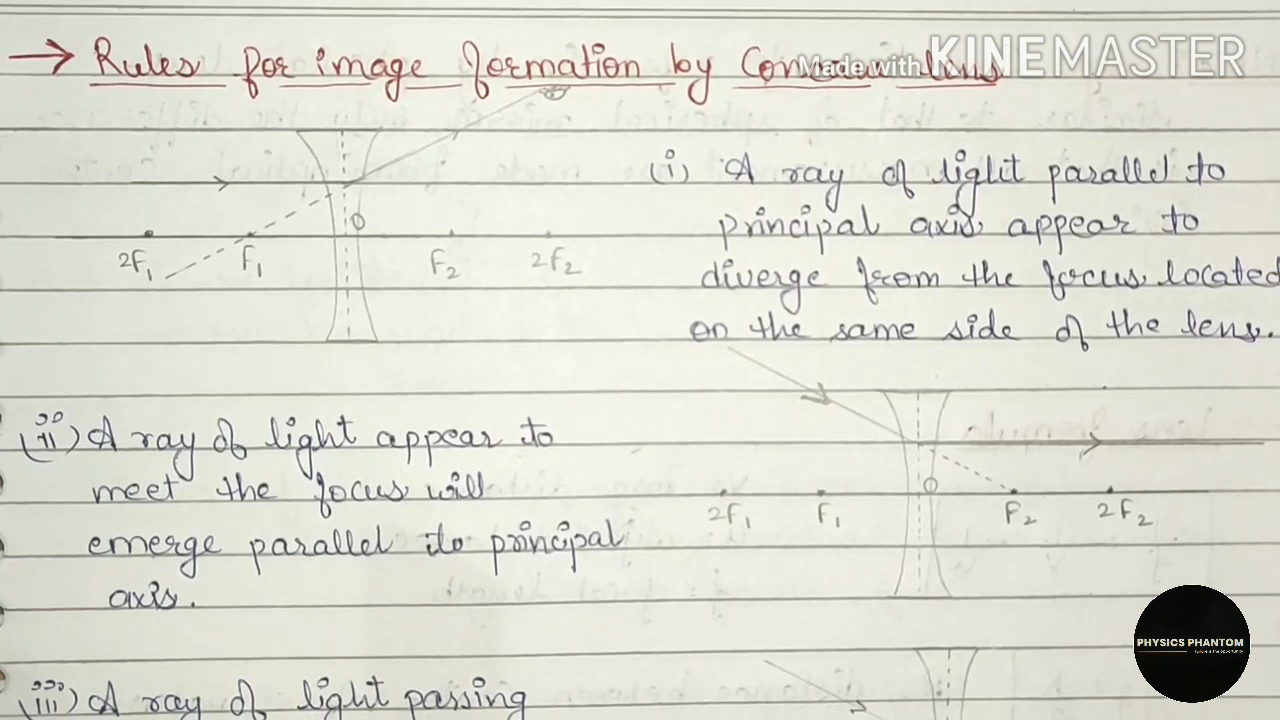 → Rules for image formation by Concave lens
Made with KINEMASTER
(i) A ray of light parallel to
principal axis appear to
diverge from the focus located
on the same side of the lens.
2F₁ F₁ O F₂ 2F₂
(ii) A ray of light appear to
meet the focus will
emerge parallel to principal
axis.
2F₁ F₁ O F₂ 2F₂
PHYSICS PHANTOM
(iii) A ray of light passing